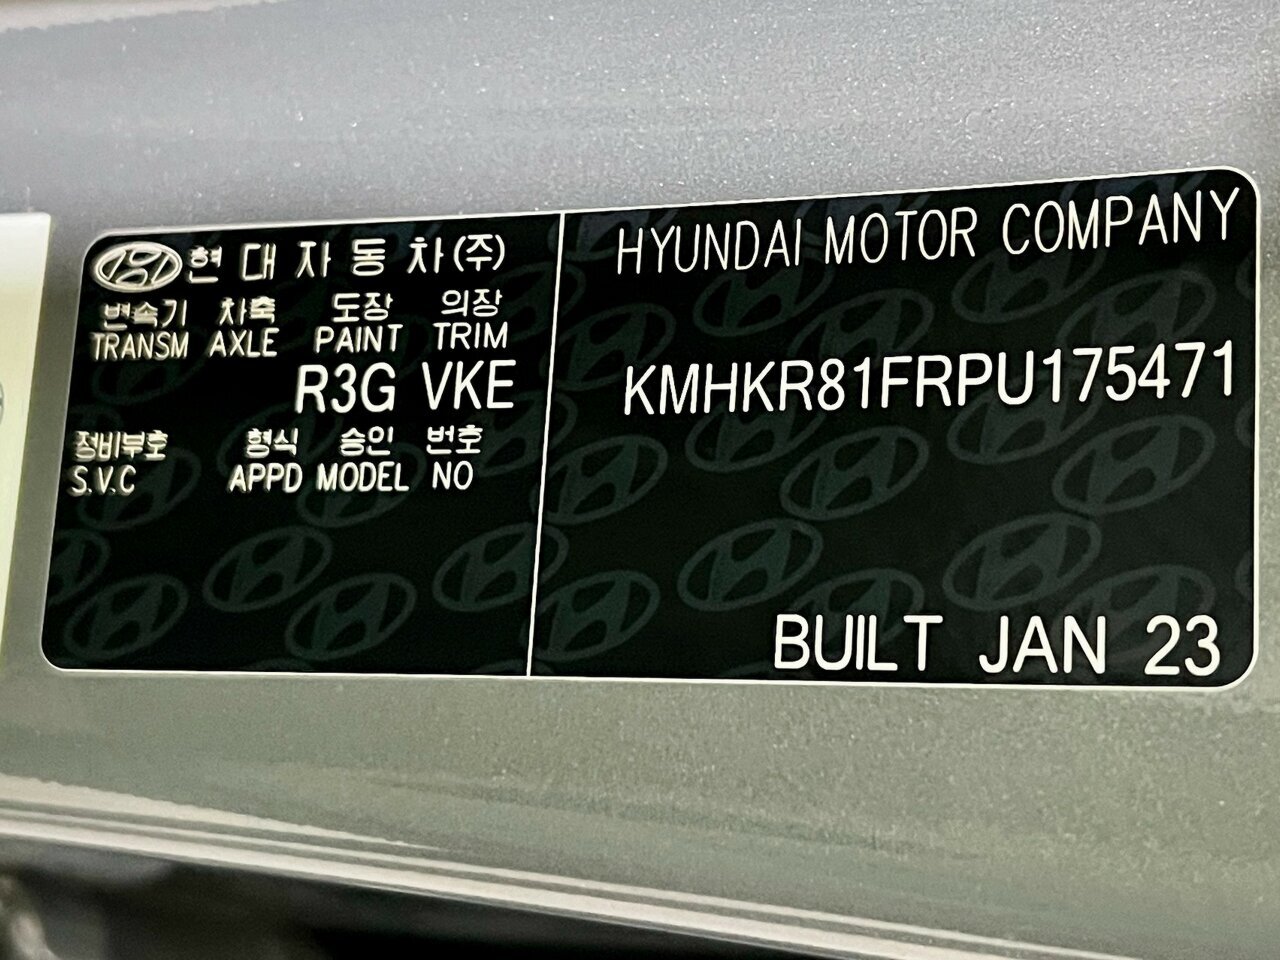 현대자동차(주)
변속기 차축 도장 의장
TRANSM AXLE PAINT TRIM
R3G VKE
정비부호 형식 승인 번호
S.V.C APPD MODEL NO
HYUNDAI MOTOR COMPANY
KMHKR81FRPU175471
BUILT JAN 23